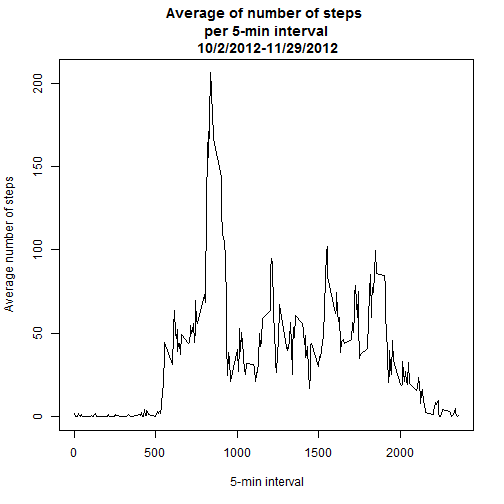 Average of number of steps
per 5-min interval
10/2/2012-11/29/2012
Average number of steps
200
150
100
50
0
0 500 1000 1500 2000
5-min interval